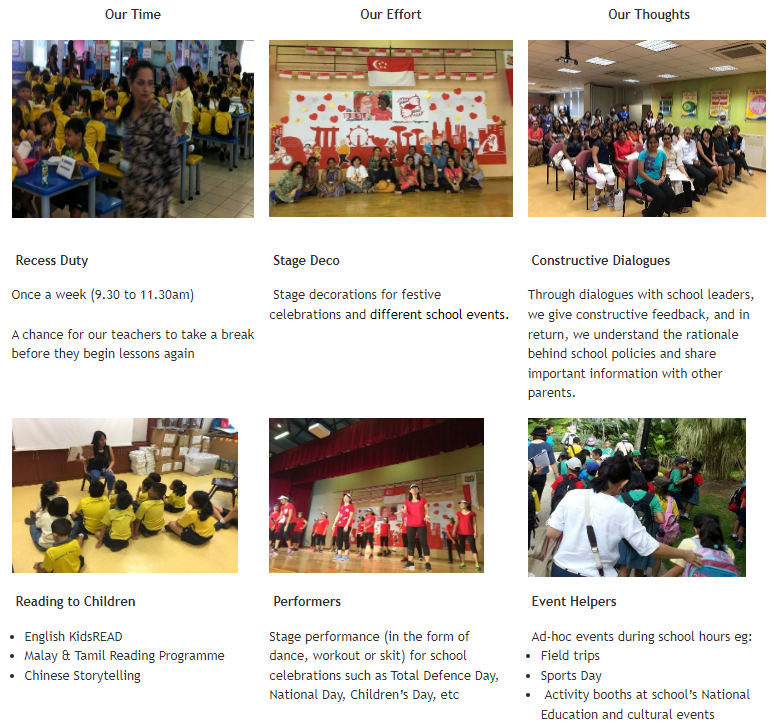 Our Time
Our Effort
Our Thoughts
Recess Duty
Once a week (9.30 to 11.30am)
A chance for our teachers to take a break
before they begin lessons again
Stage Deco
Stage decorations for festive
celebrations and different school events.
Constructive Dialogues
Through dialogues with school leaders,
we give constructive feedback, and in
return, we understand the rationale
behind school policies and share
important information with other
parents.
Reading to Children
• English KidsREAD
• Malay & Tamil Reading Programme
• Chinese Storytelling
Performers
Stage performance (in the form of
dance, workout or skit) for school
celebrations such as Total Defence Day,
National Day, Children’s Day, etc
Event Helpers
Ad-hoc events during school hours eg:
• Field trips
• Sports Day
• Activity booths at school’s National
Education and cultural events